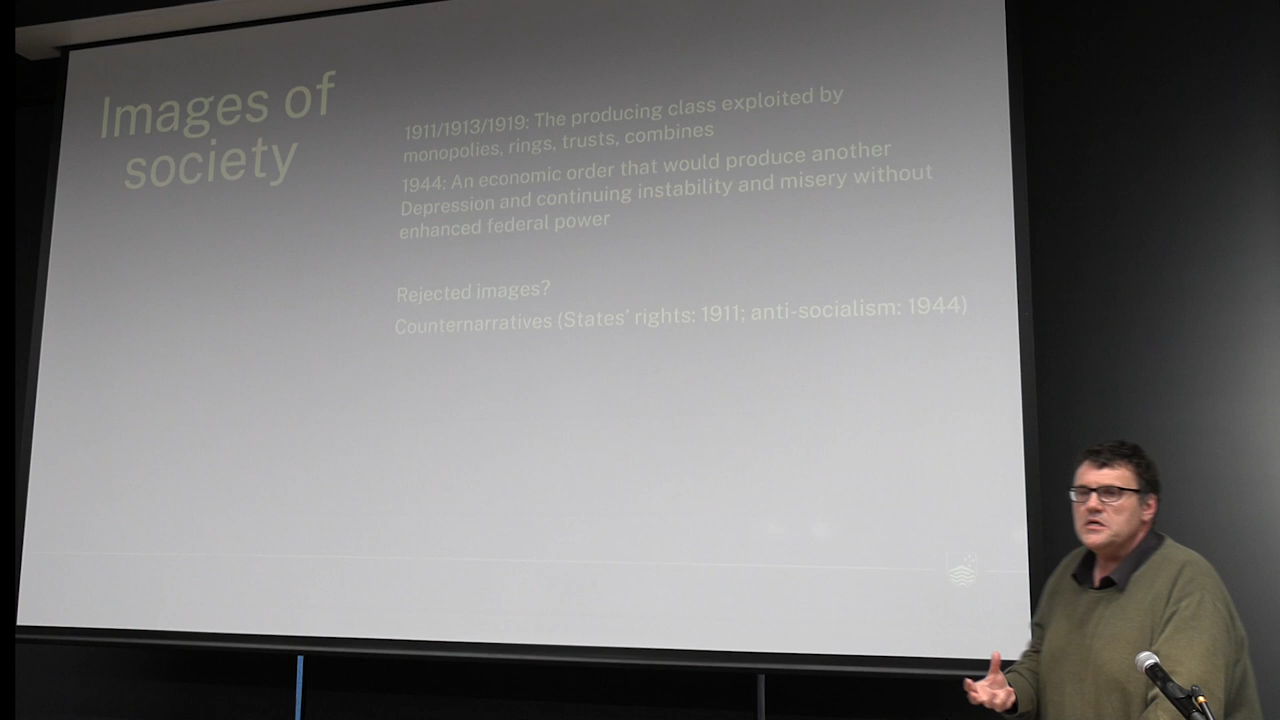 Images of
society
1911/1913/1919: The producing class exploited by
monopolies, rings, trusts, combines
1944: An economic order that would produce another
Depression and continuing instability and misery without
enhanced federal power
Rejected images?
Counternarratives (States' rights: 1911; anti-socialism: 1944)